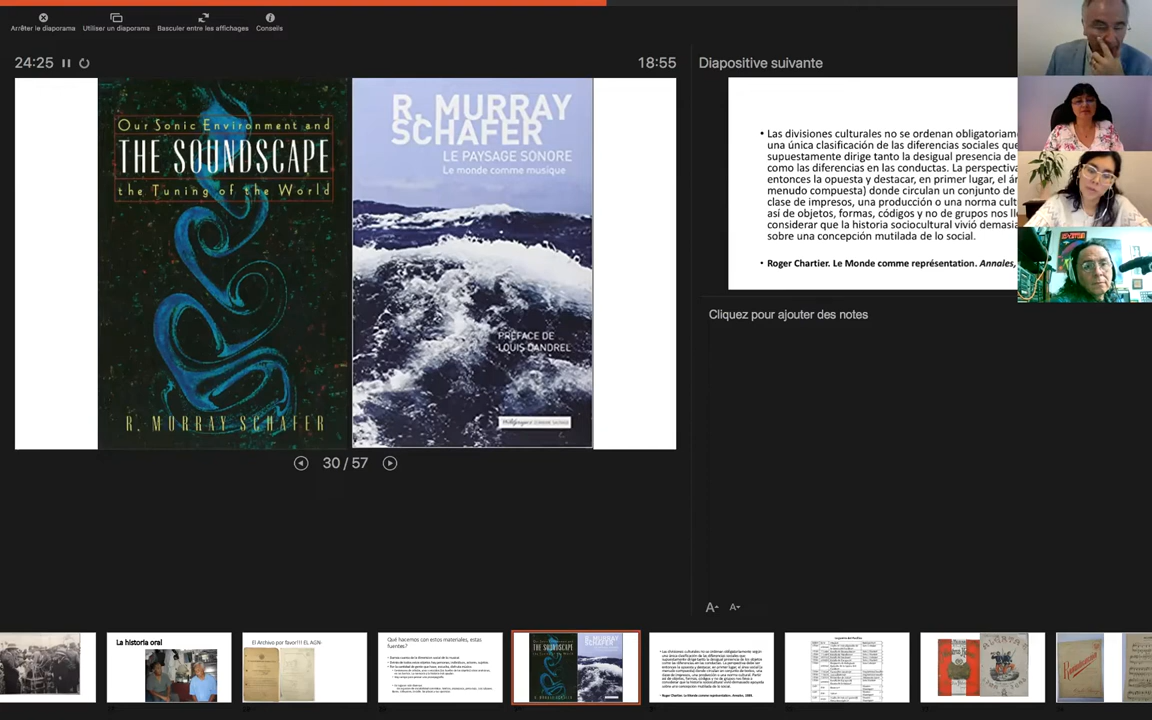 Arrêter le diaporama
Utiliser un diaporama
Basculer entre les affichages
Conseils
24:25
18:55
Our Sonic Environment and
THE SOUNDSCAPE
the Tuning of the World
R. MURRAY SCHAFER
R. MURRAY
SCHAFER
LE PAYSAGE SONORE
Le monde comme musique
PRÉFACE DE
LOUIS DANDREL
30 / 57
Diapositive suivante
• Las divisiones culturales no se ordenan obligatoriame
una única clasificación de las diferencias sociales que
supuestamente dirige tanto la desigual presencia de
como las diferencias en las conductas. La perspectiva
entonces la opuesta y destacar, en primer lugar, el ár
menudo compuesta) donde circulan un conjunto de
clase de impresos, una producción o una norma cult
así de objetos, formas, códigos y no de grupos nos lle
considerar que la historia sociocultural vivió demasia
sobre una concepción mutilada de lo social.
• Roger Chartier. Le Monde comme représentation. Annales,
Cliquez pour ajouter des notes
A A
La historia oral
El Archivo por favor!!! EL AGN
Qué hacemos con estos materiales, estas
fuentes?
THE SOUNDSCAPE
R. MURRAY
SCHAFER